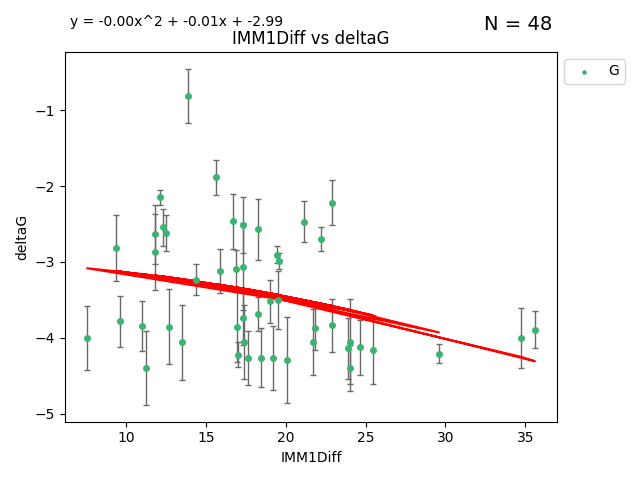 y = -0.00x^2 + -0.01x + -2.99
N = 48
IMM1Diff vs deltaG
G
−1
−2
−3
−4
−5
deltaG
10 15 20 25 30 35
IMM1Diff